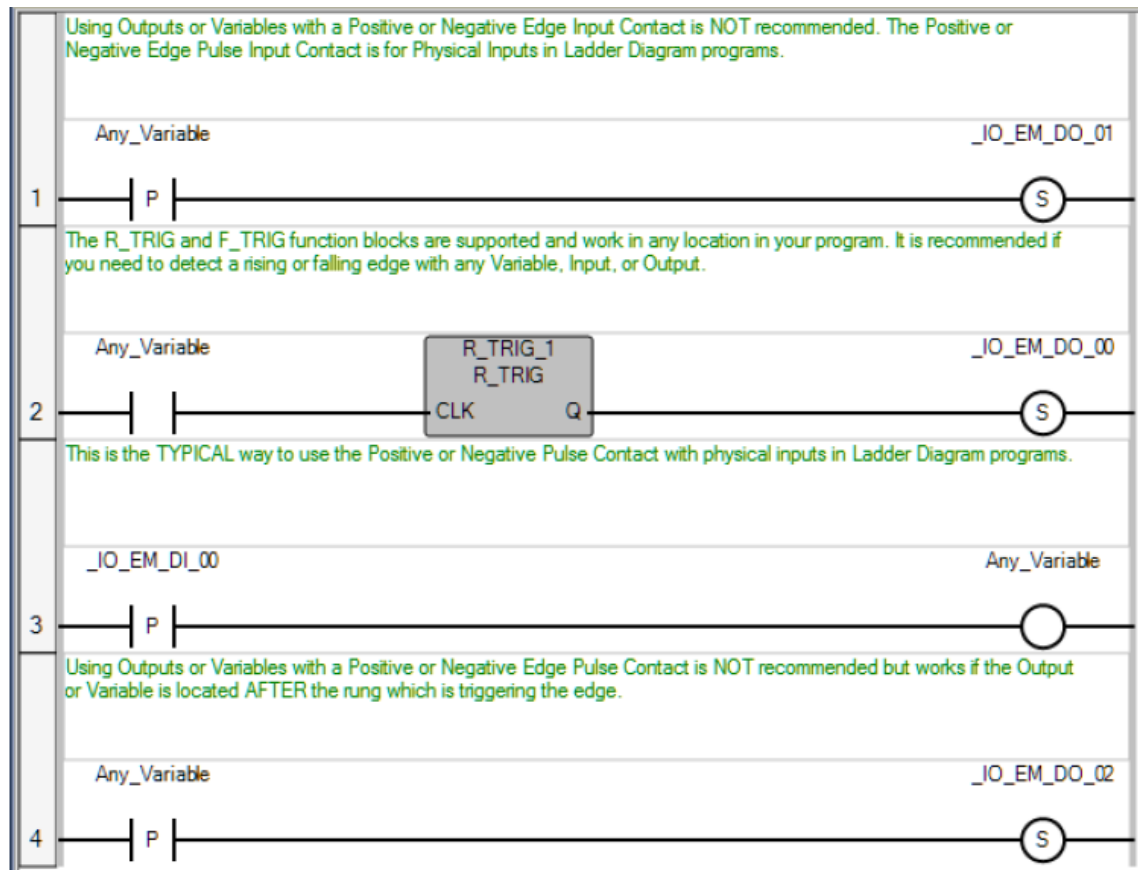 Using Outputs or Variables with a Positive or Negative Edge Input Contact is NOT recommended. The Positive or
Negative Edge Pulse Input Contact is for Physical Inputs in Ladder Diagram programs.
Any_Variable
_IO_EM_DO_01
1
P
S
The R_TRIG and F_TRIG function blocks are supported and work in any location in your program. It is recommended if
you need to detect a rising or falling edge with any Variable, Input, or Output.
Any_Variable
R_TRIG_1
_IO_EM_DO_00
R_TRIG
2
CLK
Q
S
This is the TYPICAL way to use the Positive or Negative Pulse Contact with physical inputs in Ladder Diagram programs.
_IO_EM_DI_00
Any_Variable
3
P
Using Outputs or Variables with a Positive or Negative Edge Pulse Contact is NOT recommended but works if the Output
or Variable is located AFTER the rung which is triggering the edge.
Any_Variable
_IO_EM_DO_02
4
P
S